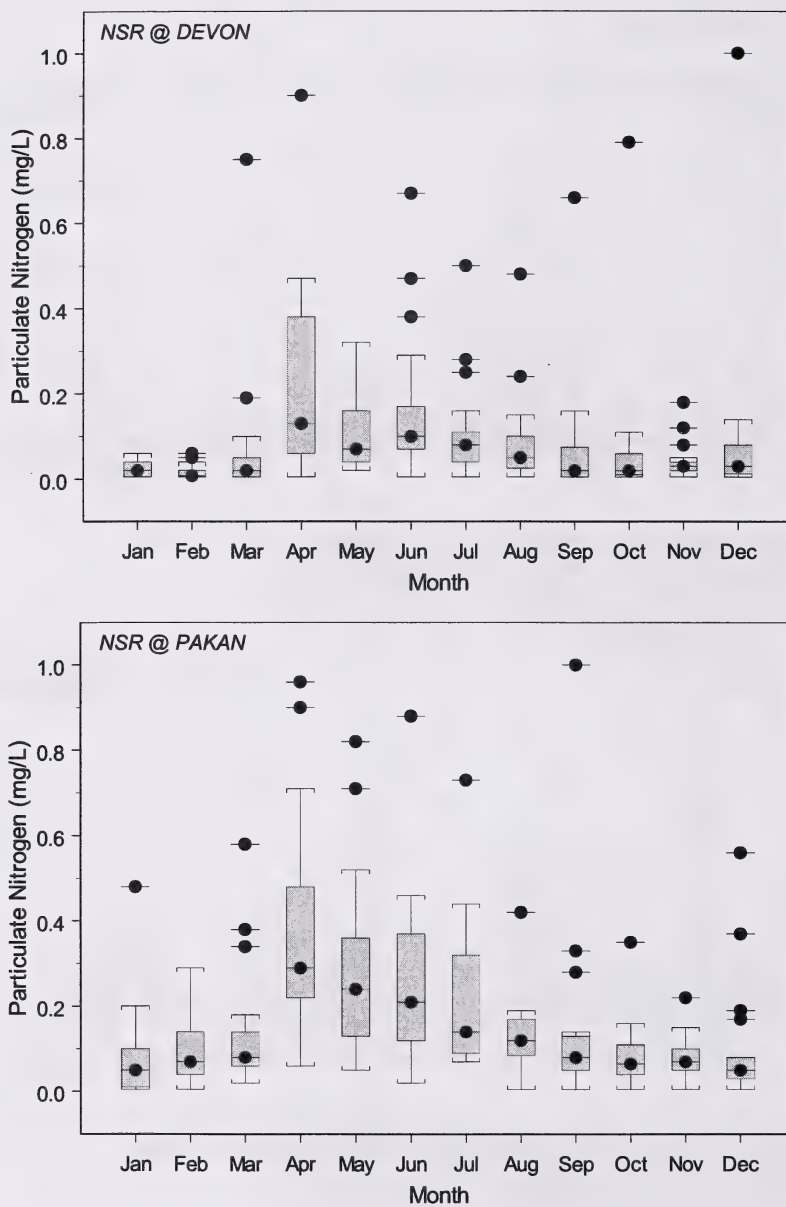 NSR @ DEVON
Particulate Nitrogen (mg/L)
1.0
0.8
0.6
0.4
0.2
0.0
Jan Feb Mar Apr May Jun Jul Aug Sep Oct Nov Dec
Month
NSR @ PAKAN
Particulate Nitrogen (mg/L)
1.0
0.8
0.6
0.4
0.2
0.0
Jan Feb Mar Apr May Jun Jul Aug Sep Oct Nov Dec
Month